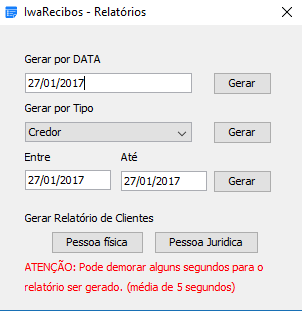 IwaRecibos - Relatórios
Gerar por DATA
27/01/2017
Gerar
Gerar por Tipo
Credor
Gerar
Entre
Até
27/01/2017
27/01/2017
Gerar
Gerar Relatório de Clientes
Pessoa física
Pessoa Juridica
ATENÇÃO: Pode demorar alguns segundos para o
relatório ser gerado. (média de 5 segundos)